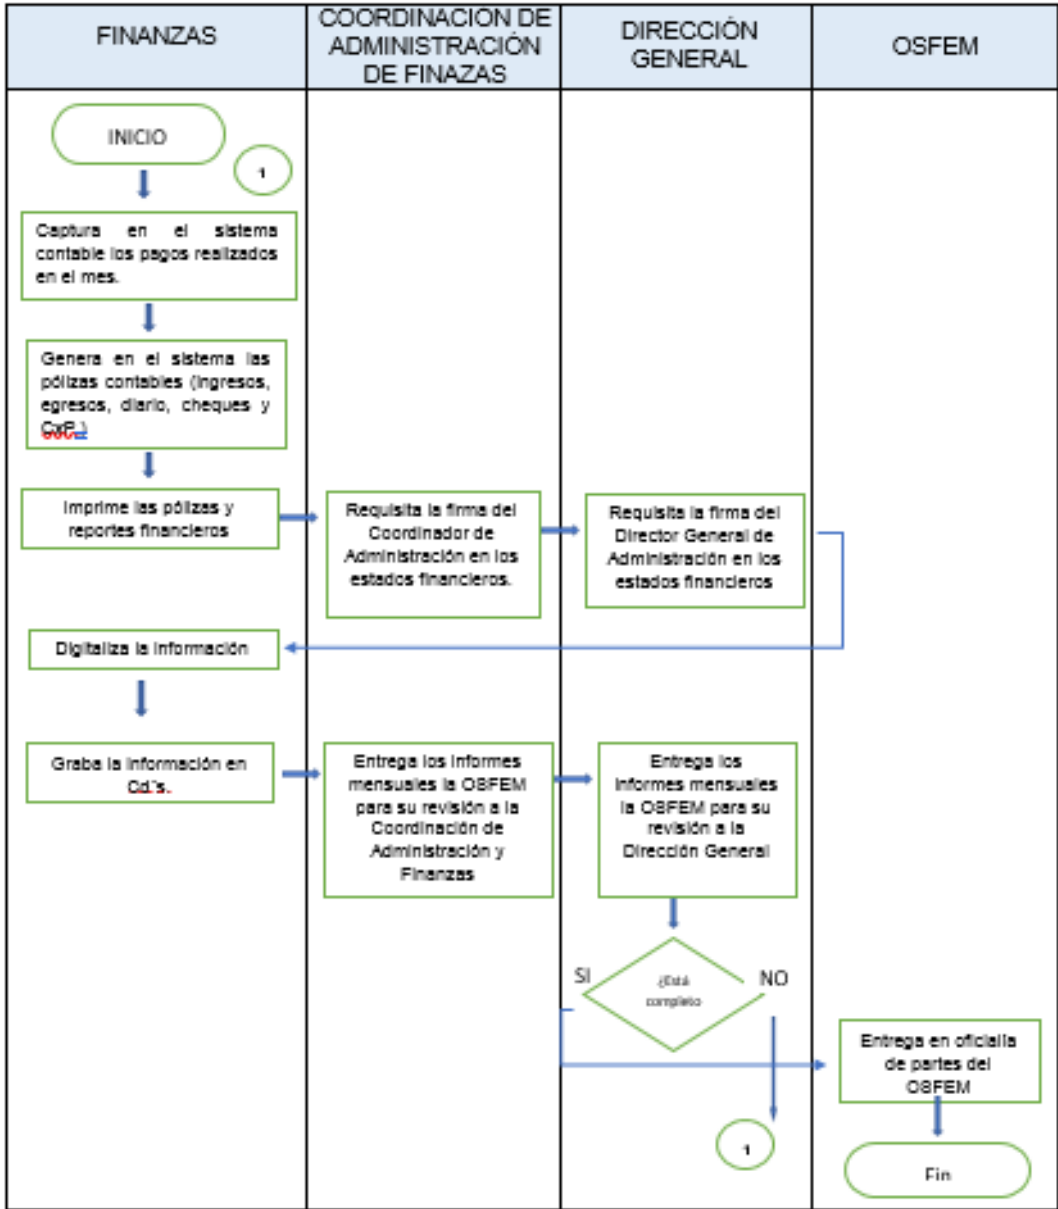 FINANZAS
COORDINACION DE
ADMINISTRACIÓN
DE FINAZAS
DIRECCIÓN
GENERAL
OSFEM
INICIO
1
Captura en el sistema
contable los pagos realizados
en el mes.
Genera en el sistema las
pólizas contables (ingresos,
egresos, diario, cheques y
CxP.)
Imprime las pólizas y
reportes financieros
Requisita la firma del
Coordinador de
Administración en los
estados financieros.
Requisita la firma del
Director General de
Administración en los
estados financieros
Digitaliza la información
Graba la información en
Cd.'s.
Entrega los informes
mensuales la OSFEM
para su revisión a la
Coordinación de
Administración y
Finanzas
Entrega los
informes mensuales
la OSFEM para su
revisión a la
Dirección General
SI
¿Está
completo
NO
Entrega en oficialía
de partes del
OSFEM
1
Fin